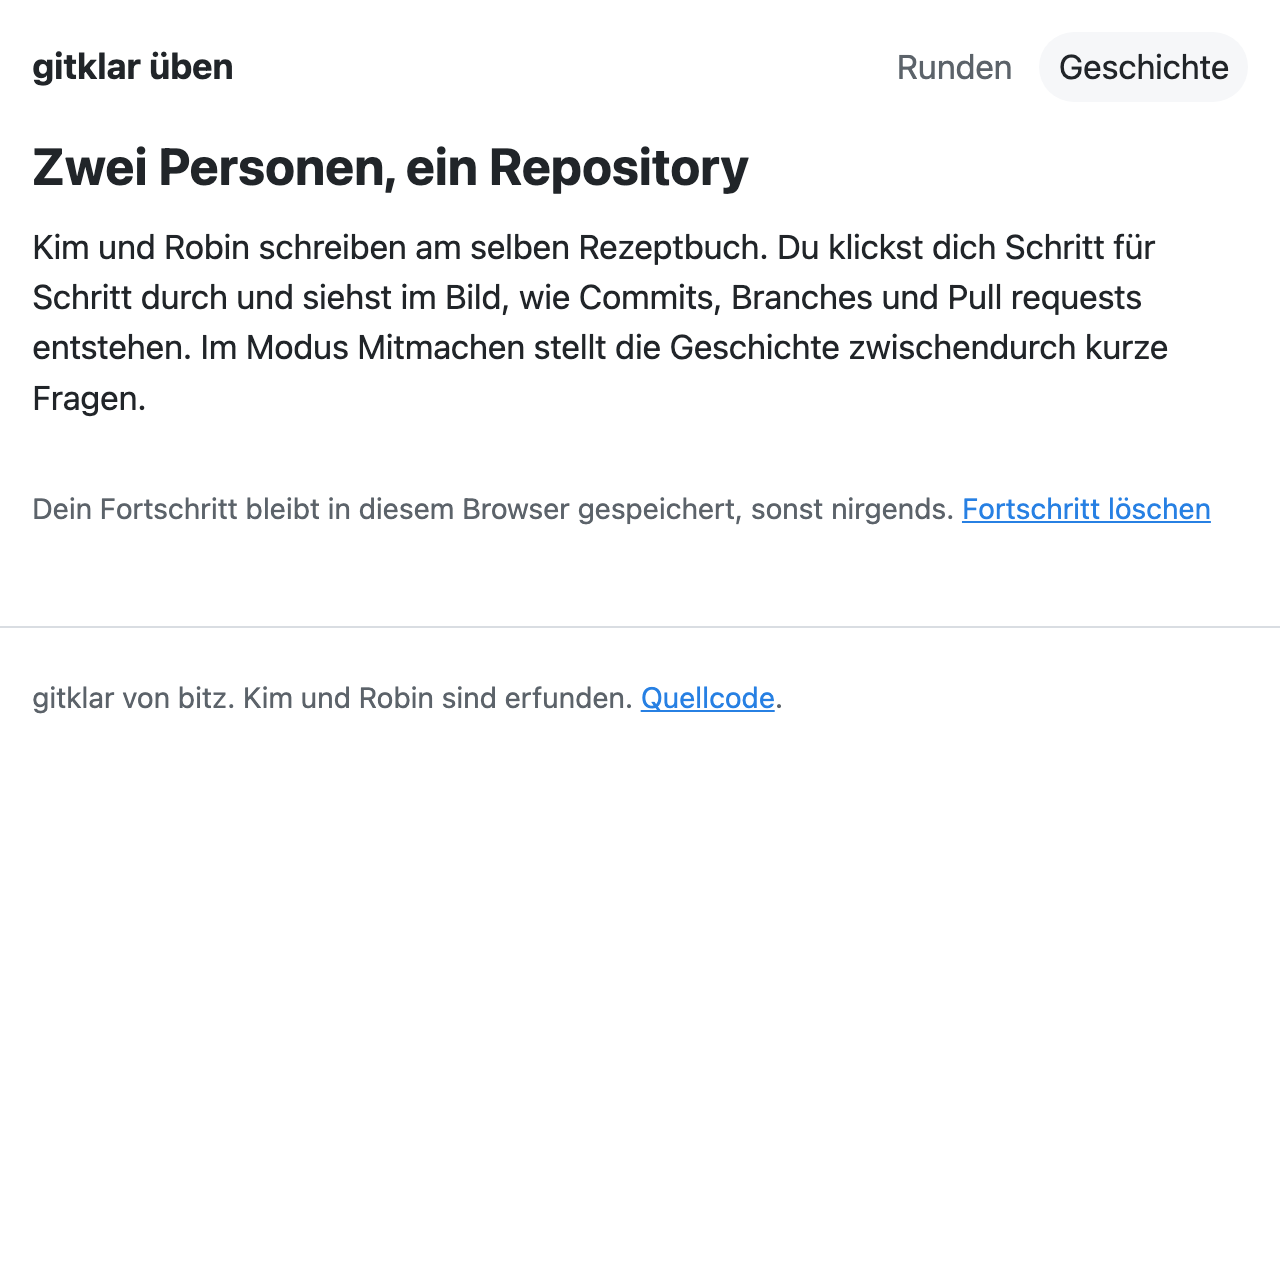 gitklar üben
Runden
Geschichte
Zwei Personen, ein Repository
Kim und Robin schreiben am selben Rezeptbuch. Du klickst dich Schritt für
Schritt durch und siehst im Bild, wie Commits, Branches und Pull requests
entstehen. Im Modus Mitmachen stellt die Geschichte zwischendurch kurze
Fragen.
Dein Fortschritt bleibt in diesem Browser gespeichert, sonst nirgends. Fortschritt löschen
gitklar von bitz. Kim und Robin sind erfunden. Quellcode.